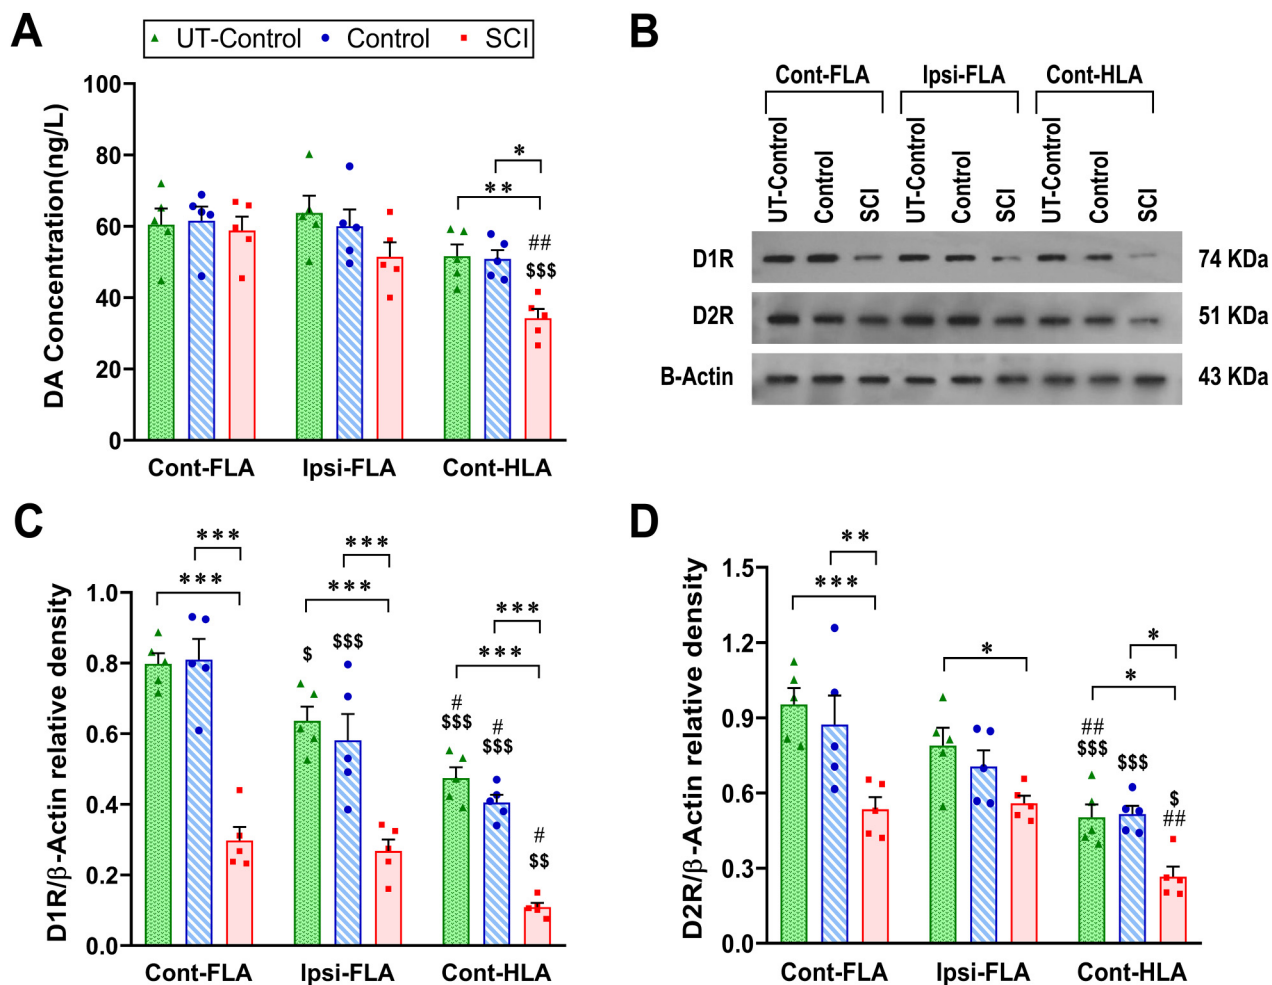 A
UT-Control Control SCI
DA Concentration(ng/L)
100
80
60
40
20
0
*
**
##
$$$
Cont-FLA Ipsi-FLA Cont-HLA
B
Cont-FLA Ipsi-FLA Cont-HLA
UT-Control Control SCI UT-Control Control SCI UT-Control Control SCI
D1R 74 KDa
D2R 51 KDa
B-Actin 43 KDa
C
D1R/β-Actin relative density
1.0
0.8
0.6
0.4
0.2
0.0
***
***
***
***
$
$$$
***
***
#
$$$
#
$$$
#
$$
Cont-FLA Ipsi-FLA Cont-HLA
D
D2R/β-Actin relative density
1.5
1.2
0.9
0.6
0.3
0.0
**
***
*
*
*
##
$$$
$$$
$
##
Cont-FLA Ipsi-FLA Cont-HLA